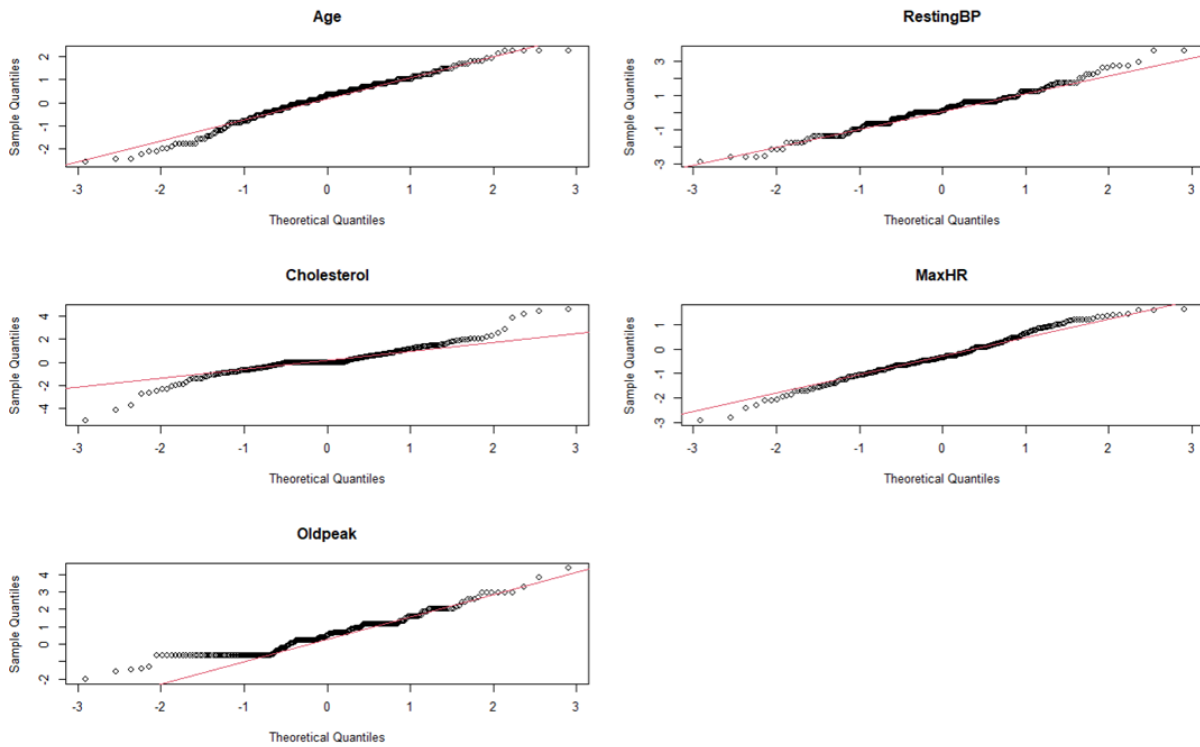 Age
Sample Quantiles
2
1
0
-1
-2
-3 -2 -1 0 1 2 3
Theoretical Quantiles
RestingBP
Sample Quantiles
3
1
-1
-3
-3 -2 -1 0 1 2 3
Theoretical Quantiles
Cholesterol
Sample Quantiles
4
2
0
-2
-4
-3 -2 -1 0 1 2 3
Theoretical Quantiles
MaxHR
Sample Quantiles
1
0
-1
-2
-3
-3 -2 -1 0 1 2 3
Theoretical Quantiles
Oldpeak
Sample Quantiles
4
3
2
0
-2
-3 -2 -1 0 1 2 3
Theoretical Quantiles